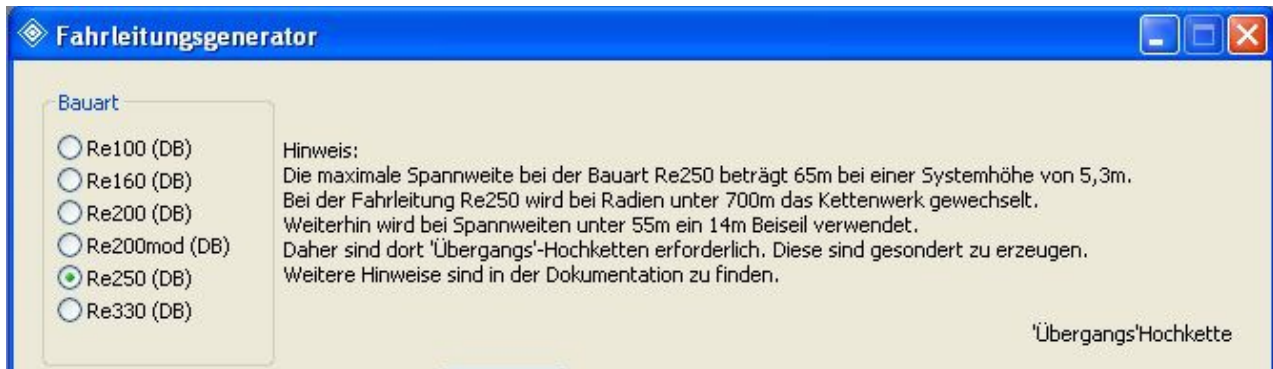 Fahrleitungsgenerator
Bauart
Re100 (DB)
Re160 (DB)
Re200 (DB)
Re200mod (DB)
Re250 (DB)
Re330 (DB)
Hinweis:
Die maximale Spannweite bei der Bauart Re250 beträgt 65m bei einer Systemhöhe von 5,3m.
Bei der Fahrleitung Re250 wird bei Radien unter 700m das Kettenwerk gewechselt.
Weiterhin wird bei Spannweiten unter 55m ein 14m Beiseil verwendet.
Daher sind dort 'Übergangs'-Hochketten erforderlich. Diese sind gesondert zu erzeugen.
Weitere Hinweise sind in der Dokumentation zu finden.
'Übergangs'Hochkette